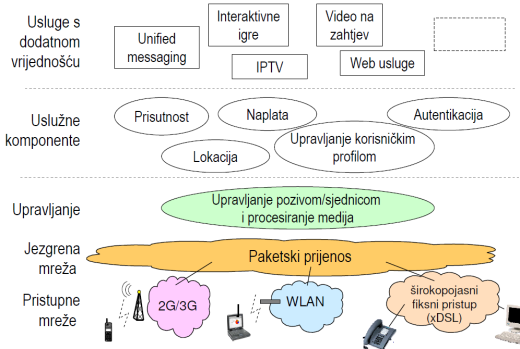 Usluge s
dodatnom
vrijednošću
Unified
messaging
Interaktivne
igre
Video na
zahtjev
IPTV
Web usluge
Uslužne
komponente
Prisutnost
Naplata
Autentikacija
Lokacija
Upravljanje korisničkim
profilom
Upravljanje
Upravljanje pozivom/sjednicom
i procesiranje medija
Jezgrena
mreža
Paketski prijenos
Pristupne
mreže
2G/3G
WLAN
širokopojasni
fiksni pristup
(xDSL)